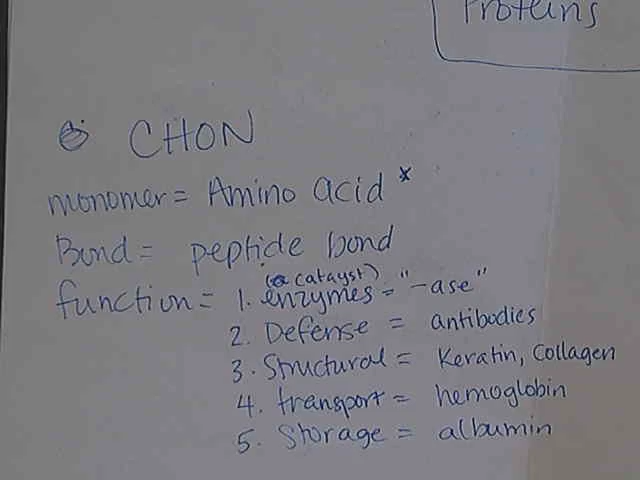 Proteins
CHON
monomer = Amino acid *
Bond = peptide bond
(a catayst)
function = 1. enzymes = "-ase"
2. Defense = antibodies
3. Structural = Keratin, Collagen
4. transport = hemoglobin
5. Storage = albumin